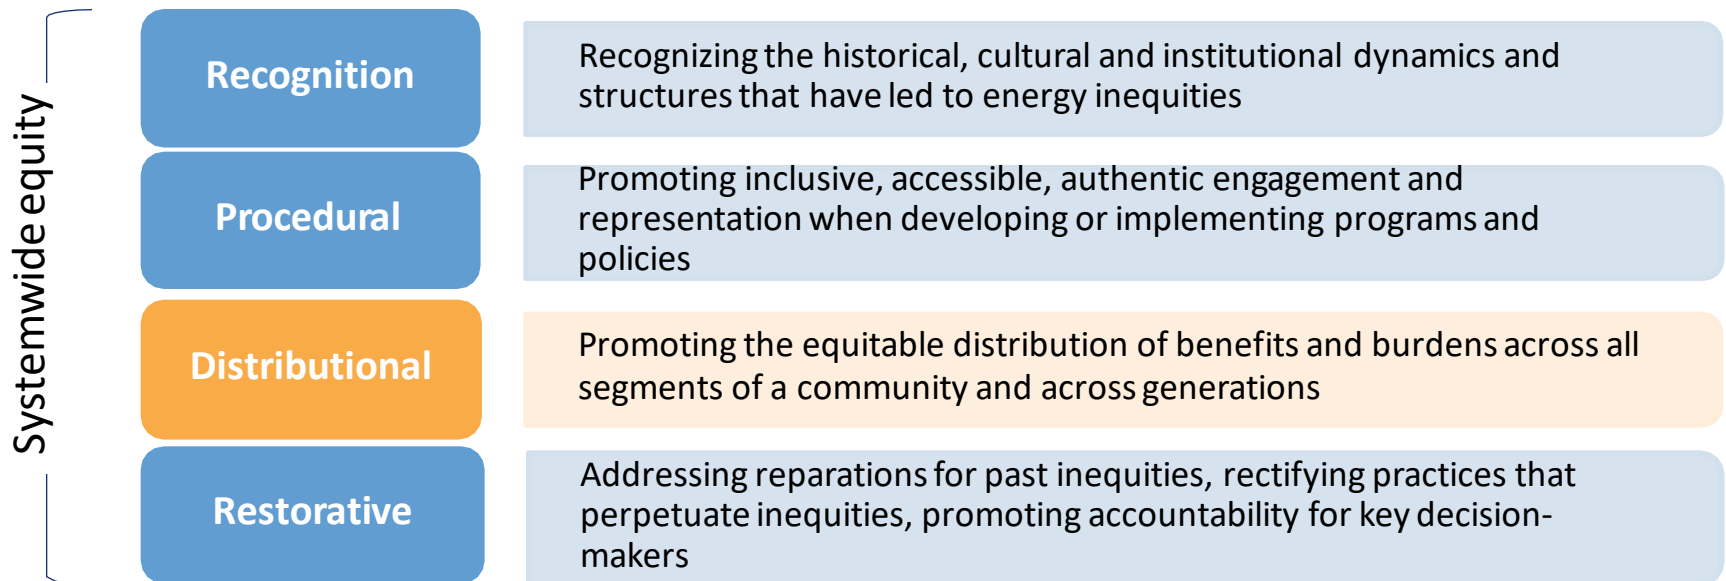 Systemwide equity
Recognition
Recognizing the historical, cultural and institutional dynamics and
structures that have led to energy inequities
Procedural
Promoting inclusive, accessible, authentic engagement and
representation when developing or implementing programs and
policies
Distributional
Promoting the equitable distribution of benefits and burdens across all
segments of a community and across generations
Restorative
Addressing reparations for past inequities, rectifying practices that
perpetuate inequities, promoting accountability for key decision-
makers